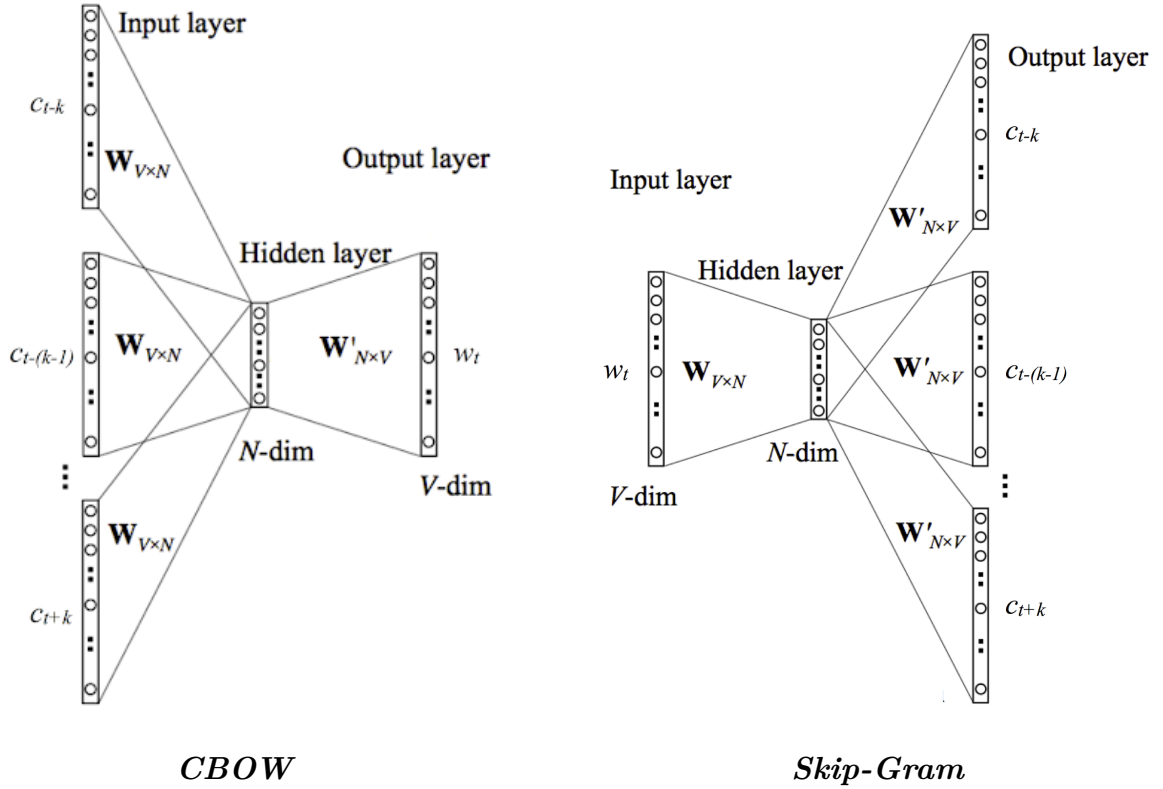 Input layer
c_{t-k}
W_{V×N}
Output layer
Hidden layer
c_{t-(k-1)}
W_{V×N}
W'_{N×V}
w_t
N-dim
V-dim
W_{V×N}
c_{t+k}
CBOW
Output layer
c_{t-k}
Input layer
W'_{N×V}
Hidden layer
w_t
W_{V×N}
W'_{N×V}
c_{t-(k-1)}
N-dim
V-dim
W'_{N×V}
c_{t+k}
Skip-Gram